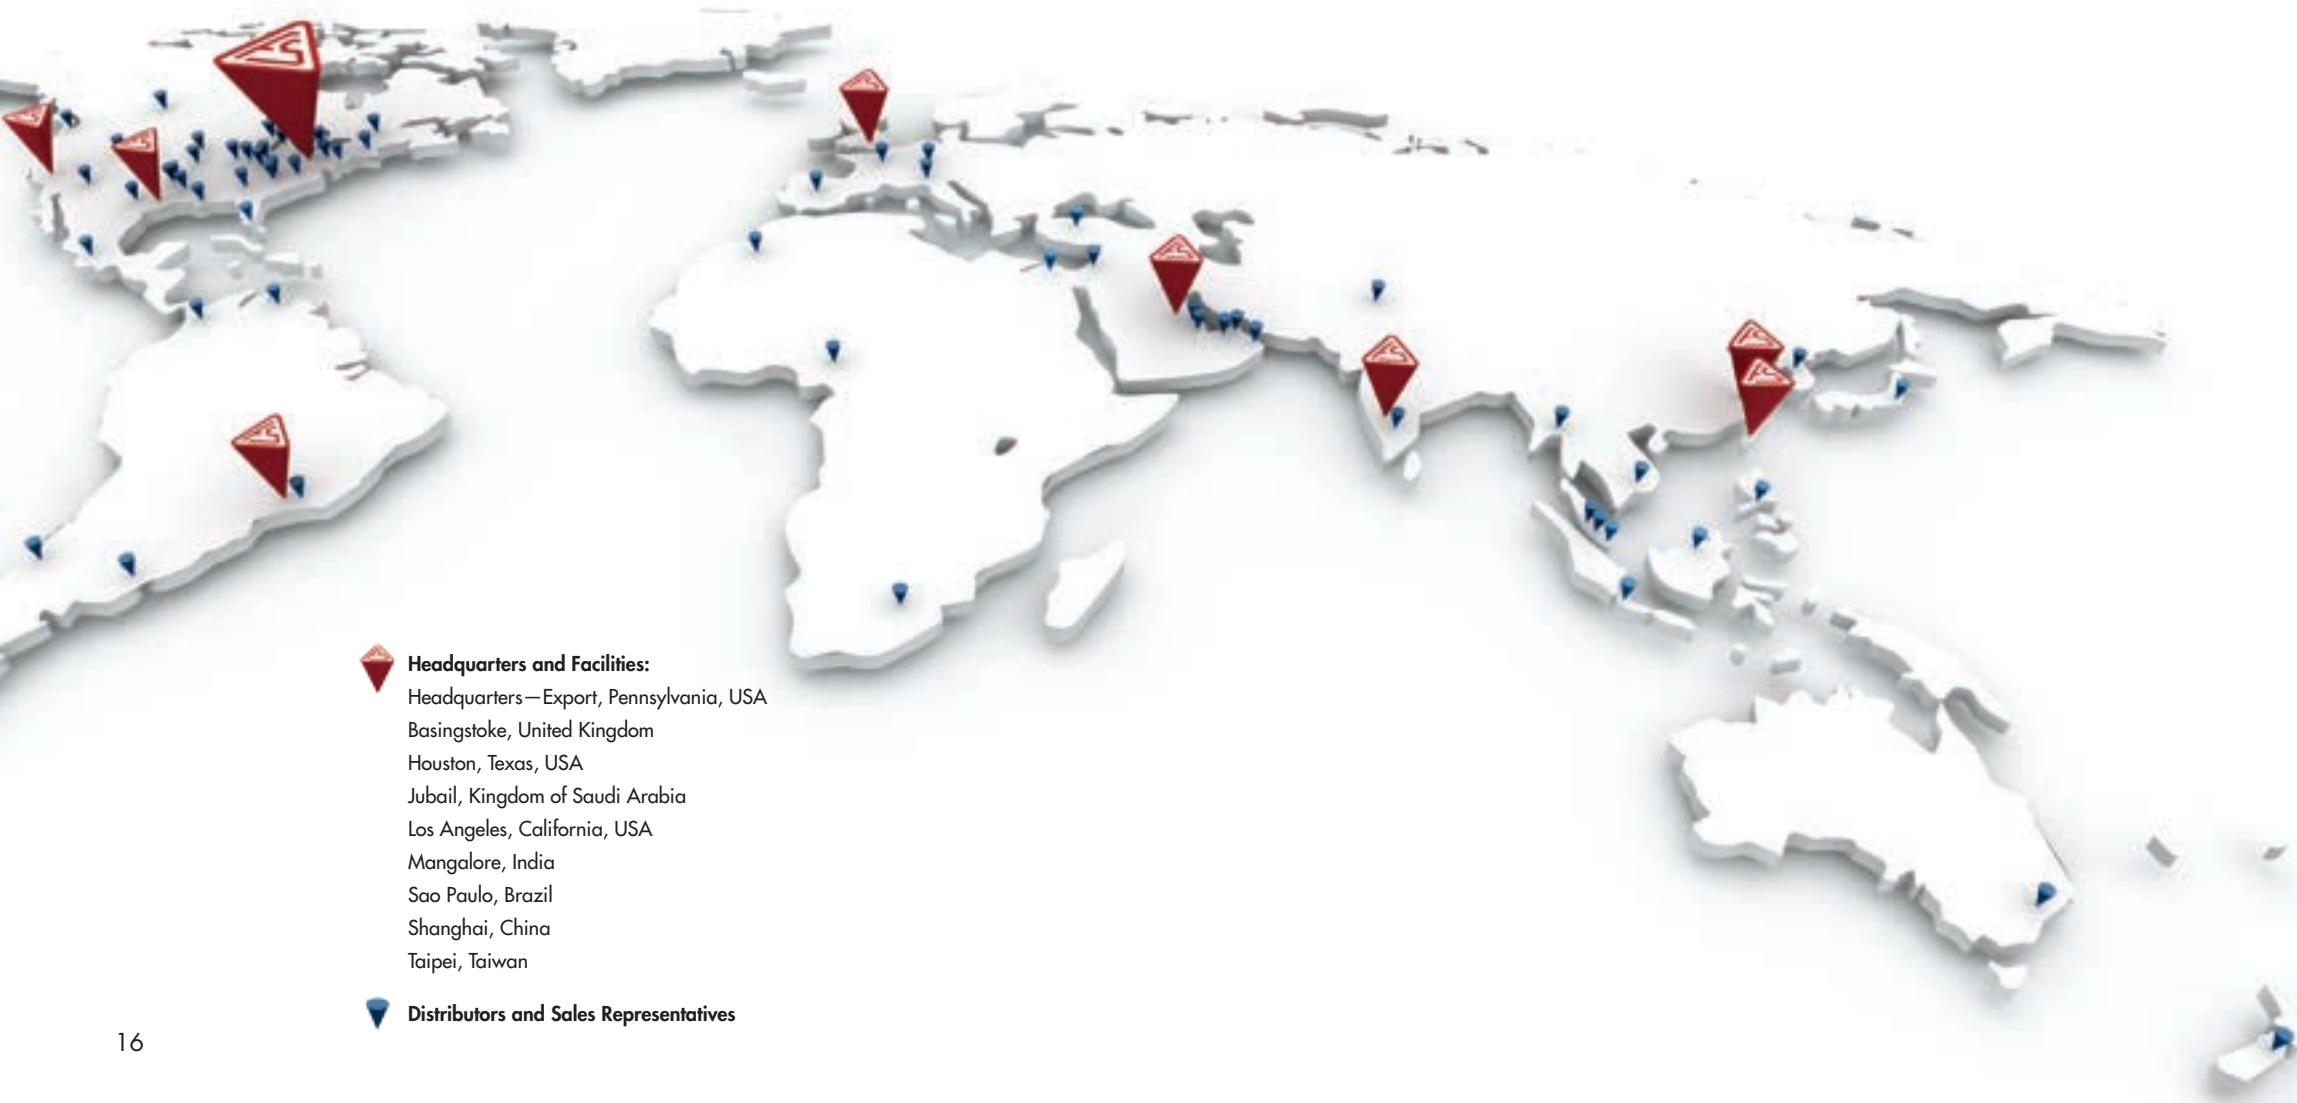 Headquarters and Facilities:
Headquarters—Export, Pennsylvania, USA
Basingstoke, United Kingdom
Houston, Texas, USA
Jubail, Kingdom of Saudi Arabia
Los Angeles, California, USA
Mangalore, India
Sao Paulo, Brazil
Shanghai, China
Taipei, Taiwan
Distributors and Sales Representatives
16